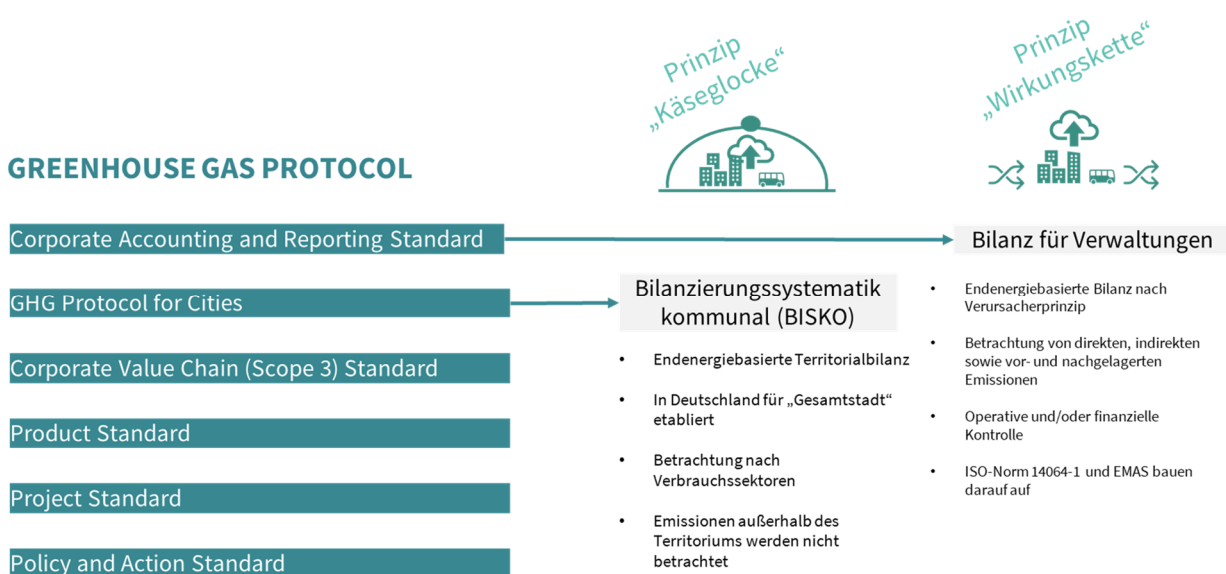 Prinzip
„Käseglocke“
Prinzip
„Wirkungskette“
GREENHOUSE GAS PROTOCOL
Corporate Accounting and Reporting Standard
GHG Protocol for Cities
Corporate Value Chain (Scope 3) Standard
Product Standard
Project Standard
Policy and Action Standard
Bilanzierungssystematik
kommunal (BISKO)
• Endenergiebasierte Territorialbilanz
• In Deutschland für „Gesamtstadt“
etabliert
• Betrachtung nach
Verbrauchssektoren
• Emissionen außerhalb des
Territoriums werden nicht
betrachtet
Bilanz für Verwaltungen
• Endenergiebasierte Bilanz nach
Verursacherprinzip
• Betrachtung von direkten, indirekten
sowie vor- und nachgelagerten
Emissionen
• Operative und/oder finanzielle
Kontrolle
• ISO-Norm 14064-1 und EMAS bauen
darauf auf